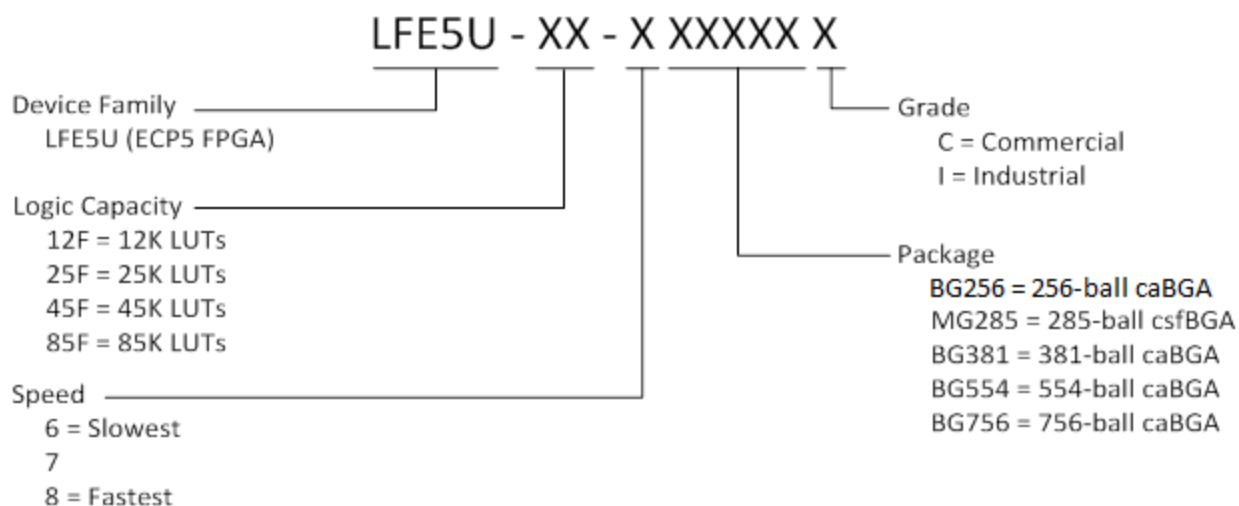 LFE5U - XX - X XXXXX X
Device Family
LFE5U (ECP5 FPGA)
Logic Capacity
12F = 12K LUTs
25F = 25K LUTs
45F = 45K LUTs
85F = 85K LUTs
Speed
6 = Slowest
7
8 = Fastest
Grade
C = Commercial
I = Industrial
Package
BG256 = 256-ball caBGA
MG285 = 285-ball csfBGA
BG381 = 381-ball caBGA
BG554 = 554-ball caBGA
BG756 = 756-ball caBGA